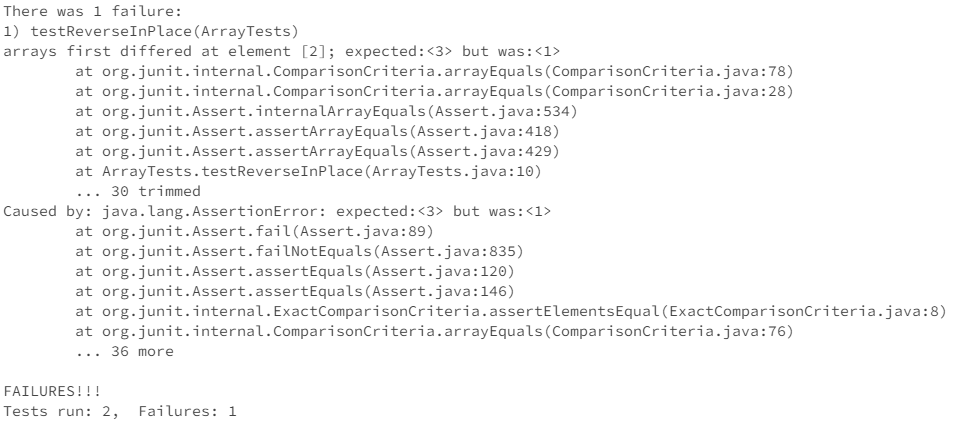 There was 1 failure:
1) testReverseInPlace(ArrayTests)
arrays first differed at element [2]; expected:<3> but was:<1>
        at org.junit.internal.ComparisonCriteria.arrayEquals(ComparisonCriteria.java:78)
        at org.junit.internal.ComparisonCriteria.arrayEquals(ComparisonCriteria.java:28)
        at org.junit.Assert.internalArrayEquals(Assert.java:534)
        at org.junit.Assert.assertArrayEquals(Assert.java:418)
        at org.junit.Assert.assertArrayEquals(Assert.java:429)
        at ArrayTests.testReverseInPlace(ArrayTests.java:10)
        ... 30 trimmed
Caused by: java.lang.AssertionError: expected:<3> but was:<1>
        at org.junit.Assert.fail(Assert.java:89)
        at org.junit.Assert.failNotEquals(Assert.java:835)
        at org.junit.Assert.assertEquals(Assert.java:120)
        at org.junit.Assert.assertEquals(Assert.java:146)
        at org.junit.internal.ExactComparisonCriteria.assertElementsEqual(ExactComparisonCriteria.java:8)
        at org.junit.internal.ComparisonCriteria.arrayEquals(ComparisonCriteria.java:76)
        ... 36 more

FAILURES!!!
Tests run: 2,  Failures: 1